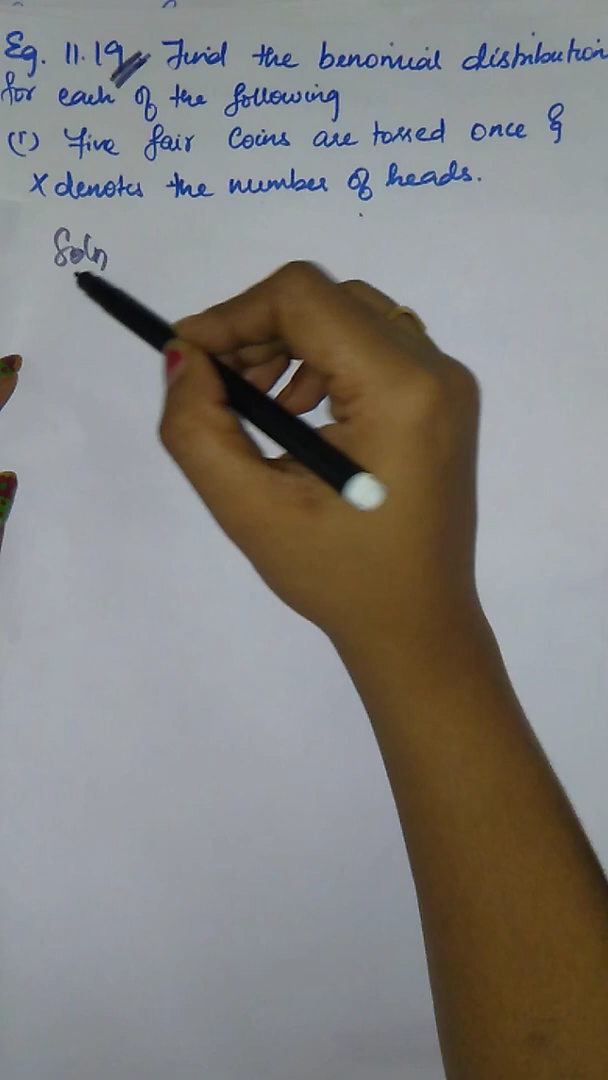 Eg. 11.19 Find the benomial distribution
for each of the following
(i) Five fair coins are tossed once &
X denotes the number of heads.
Soln